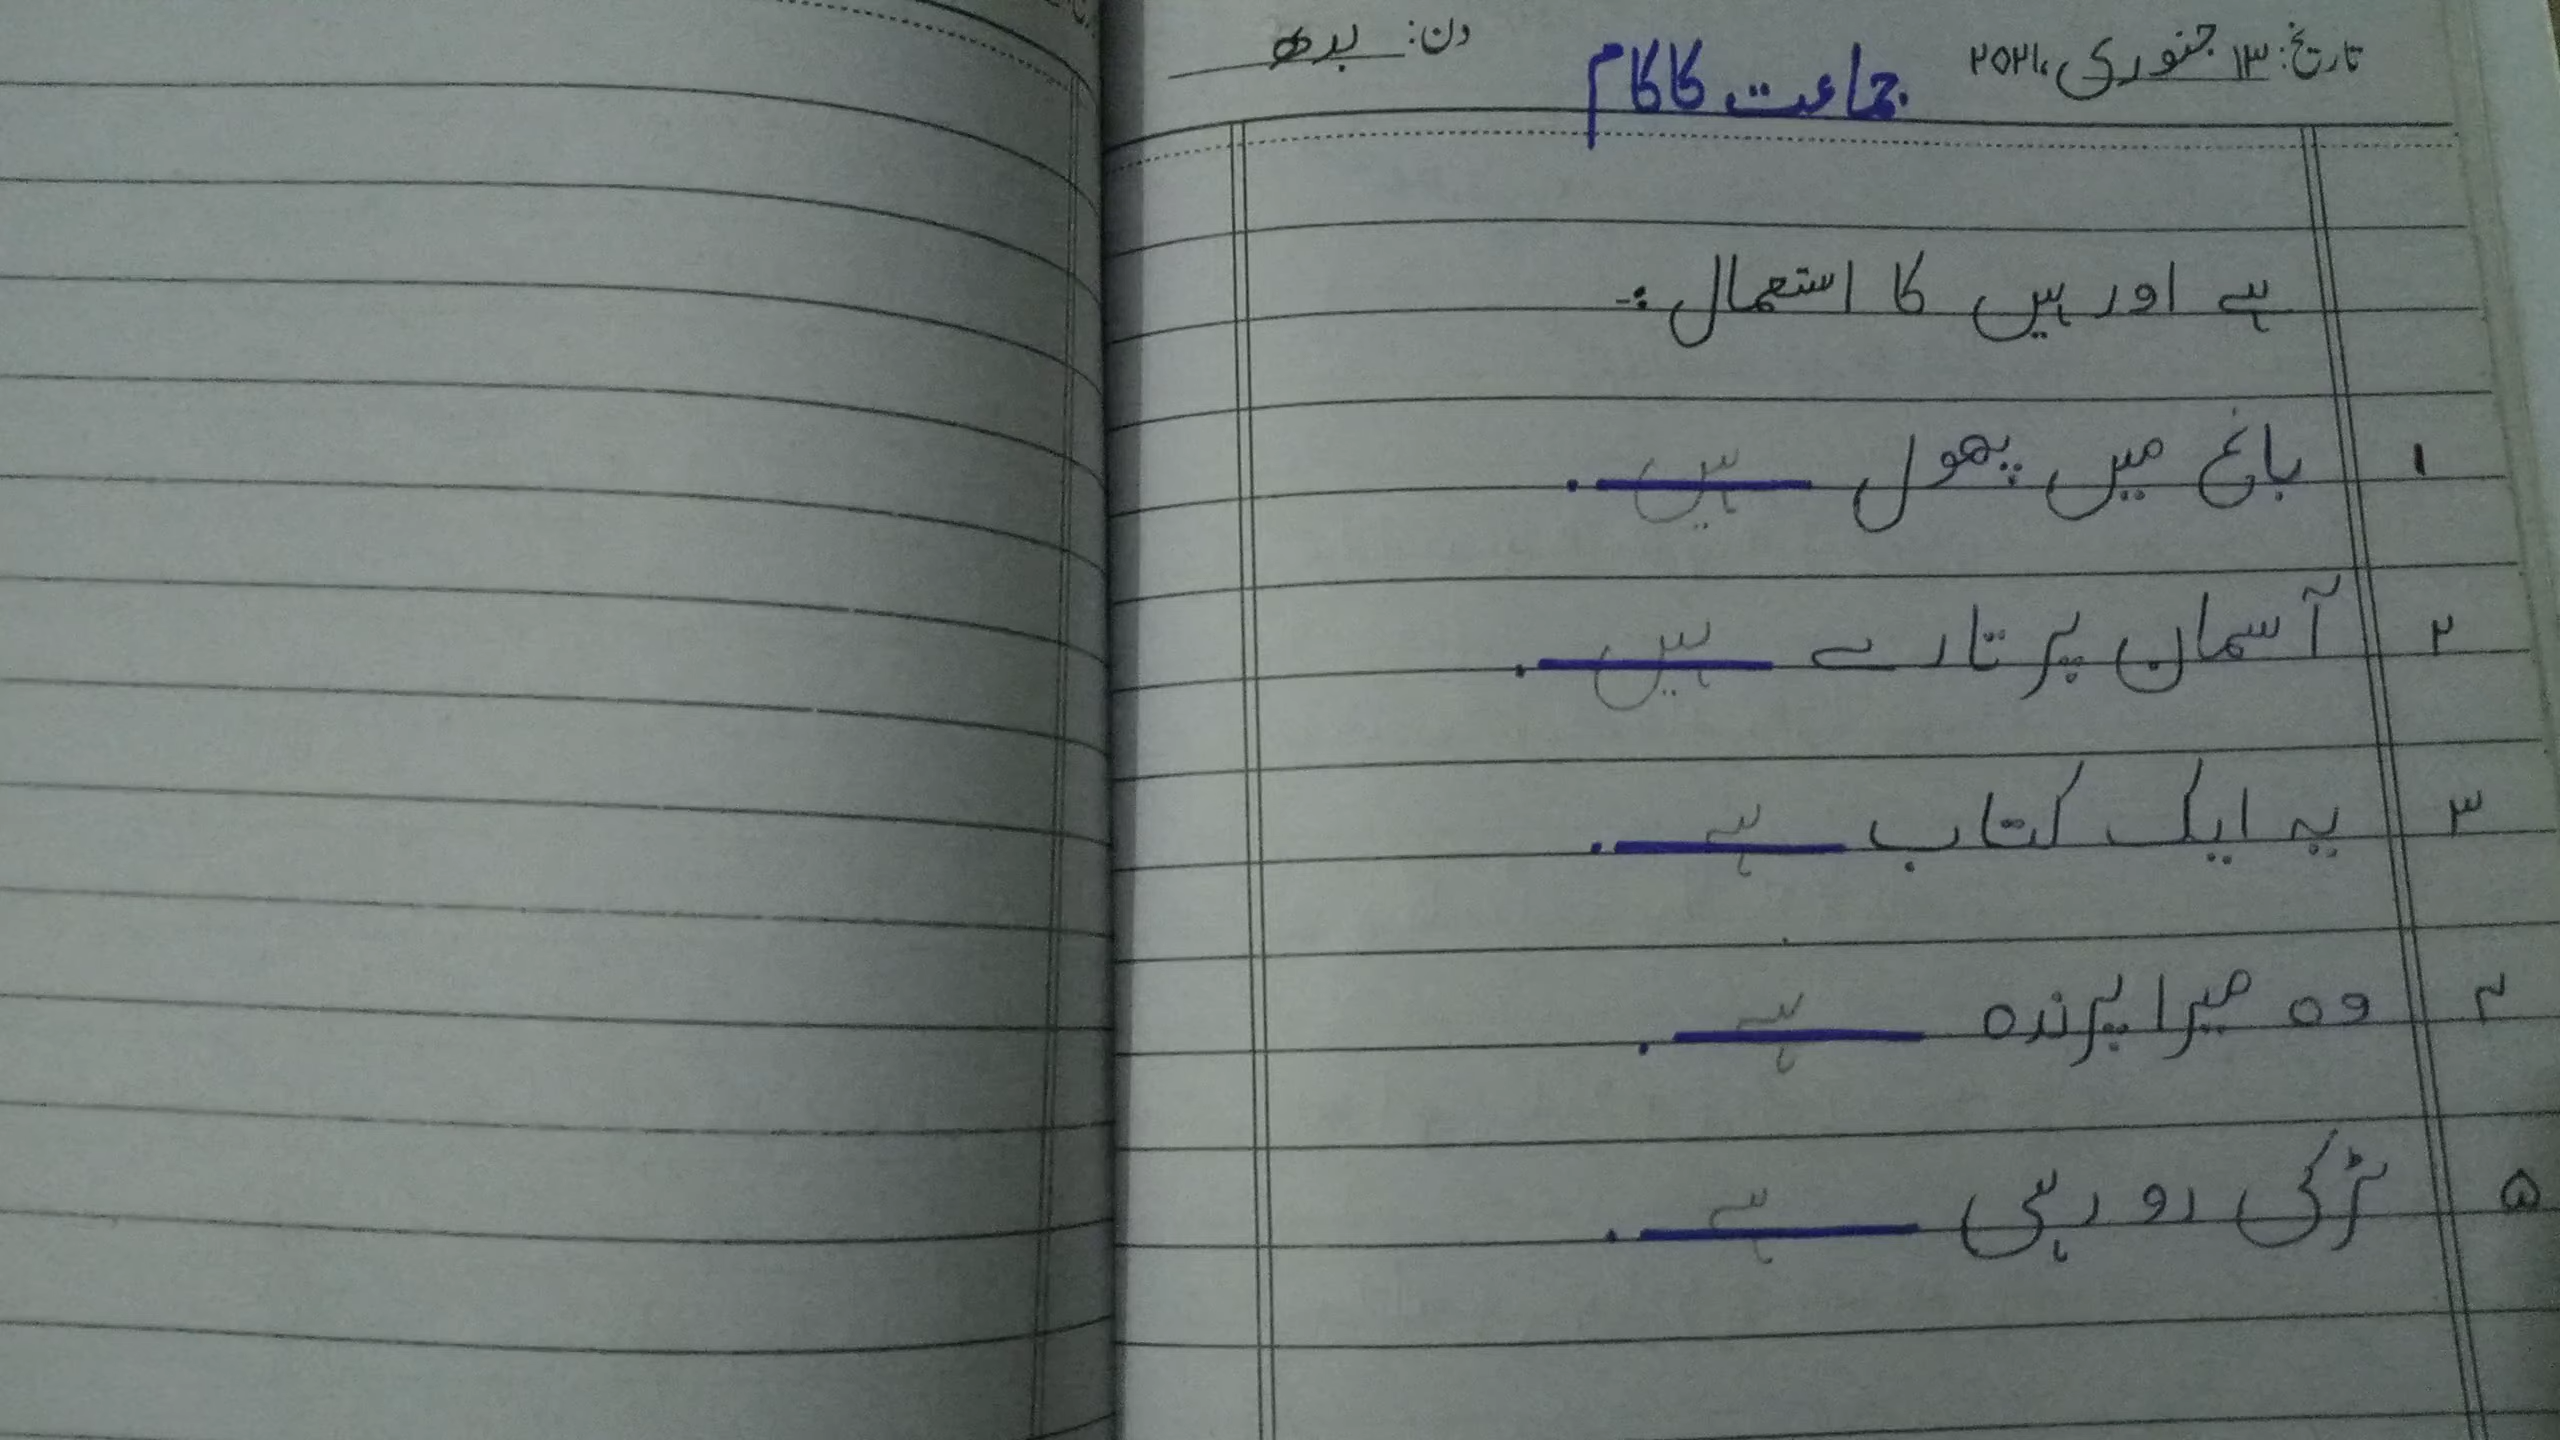 تاریخ: ۱۳ جنوری، ۲۰۲۱ جماعت کا کام دن: بدھ
ہے اور ہیں کا استعمال :-
۱ باغ میں پھول ہیں .
۲ آسمان پر تارے ہیں .
۳ یہ ایک کتاب ہے .
۴ وہ میرا پرندہ ہے .
۵ لڑکی رو رہی ہے .